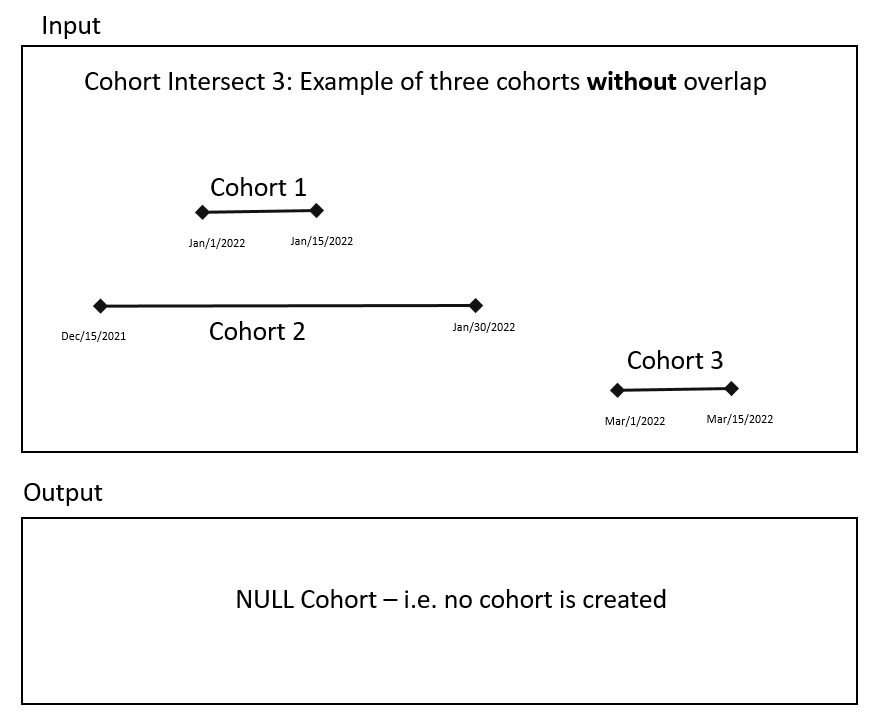 Input
Cohort Intersect 3: Example of three cohorts without overlap
Cohort 1
Jan/1/2022
Jan/15/2022
Dec/15/2021
Cohort 2
Jan/30/2022
Cohort 3
Mar/1/2022
Mar/15/2022
Output
NULL Cohort – i.e. no cohort is created